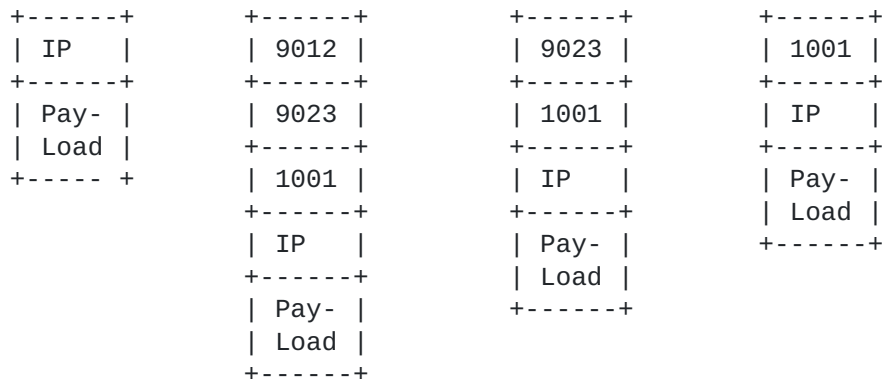 +------+       +------+         +------+        +------+
| IP   |       | 9012 |         | 9023 |        | 1001 |
+------+       +------+         +------+        +------+
| Pay- |       | 9023 |         | 1001 |        | IP   |
| Load |       +------+         +------+        +------+
+----- +       | 1001 |         | IP   |        | Pay- |
               +------+         +------+        | Load |
               | IP   |         | Pay- |        +------+
               +------+         | Load |
               | Pay- |         +------+
               | Load |
               +------+